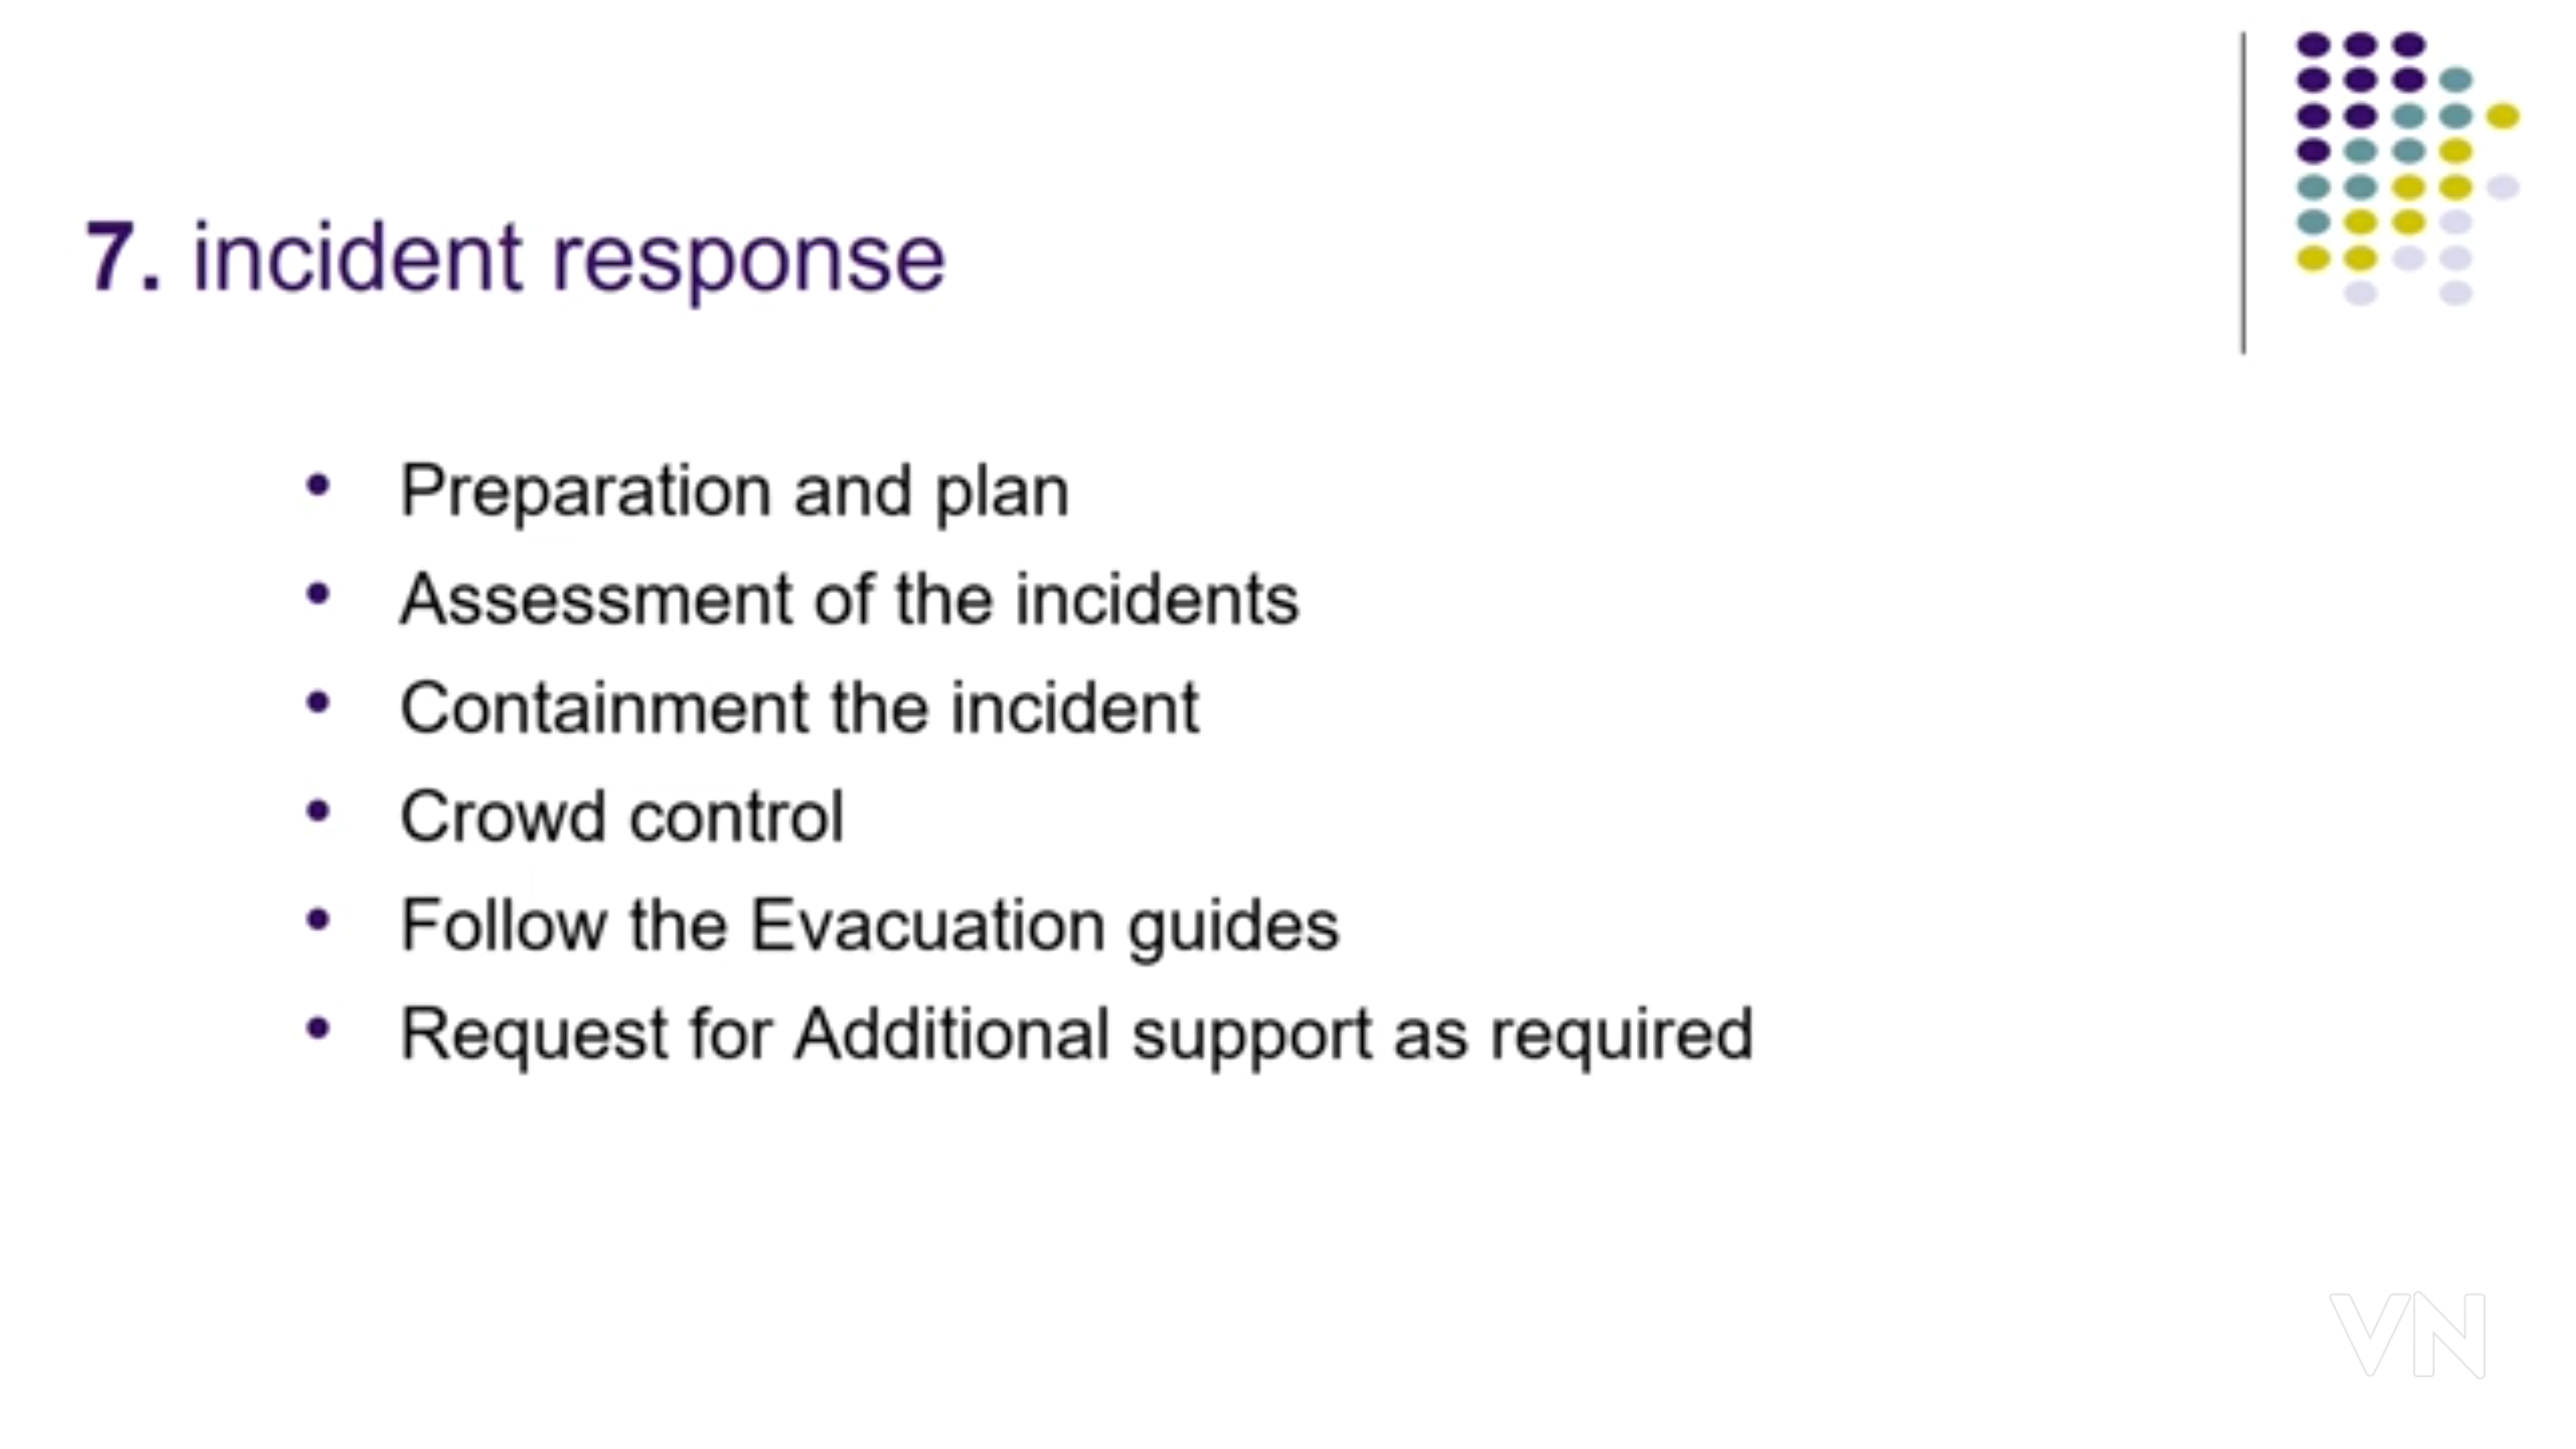 7. incident response
• Preparation and plan
• Assessment of the incidents
• Containment the incident
• Crowd control
• Follow the Evacuation guides
• Request for Additional support as required
VN